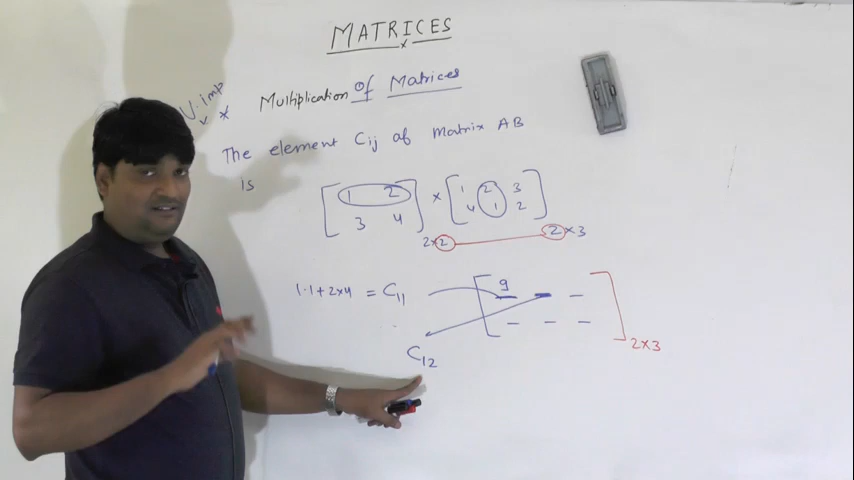 MATRICES
x
V.imp
Multiplication of Matrices
The element Cij of matrix AB
is
[1 2] × [1 2 3]
[3 4] [4 1 2]
2×2 2×3
1.1+2×4 = C11 [9 _ _]
[_ _ _] 2×3
C12